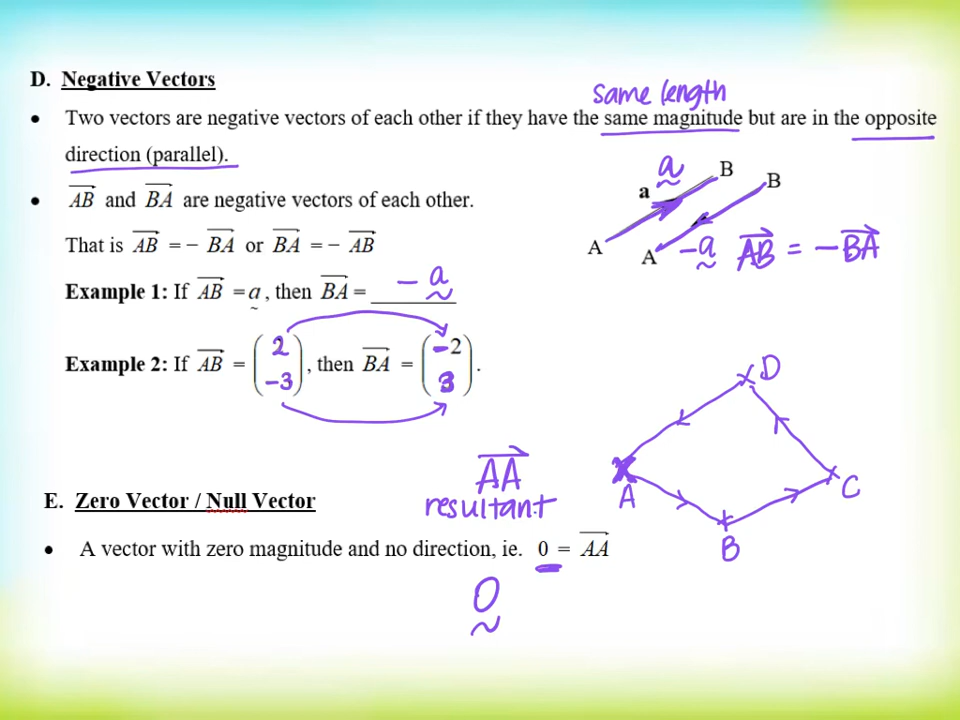 D. Negative Vectors
same length
• Two vectors are negative vectors of each other if they have the same magnitude but are in the opposite
direction (parallel).
a
a
B
B
A
A
-a
AB = -BA
• AB and BA are negative vectors of each other.
That is AB = − BA or BA = − AB
Example 1: If AB = a, then BA = -a
Example 2: If AB = (2 -3), then BA = (-2 3).
D
A
C
B
AA
resultant
E. Zero Vector / Null Vector
• A vector with zero magnitude and no direction, ie. 0 = AA
0